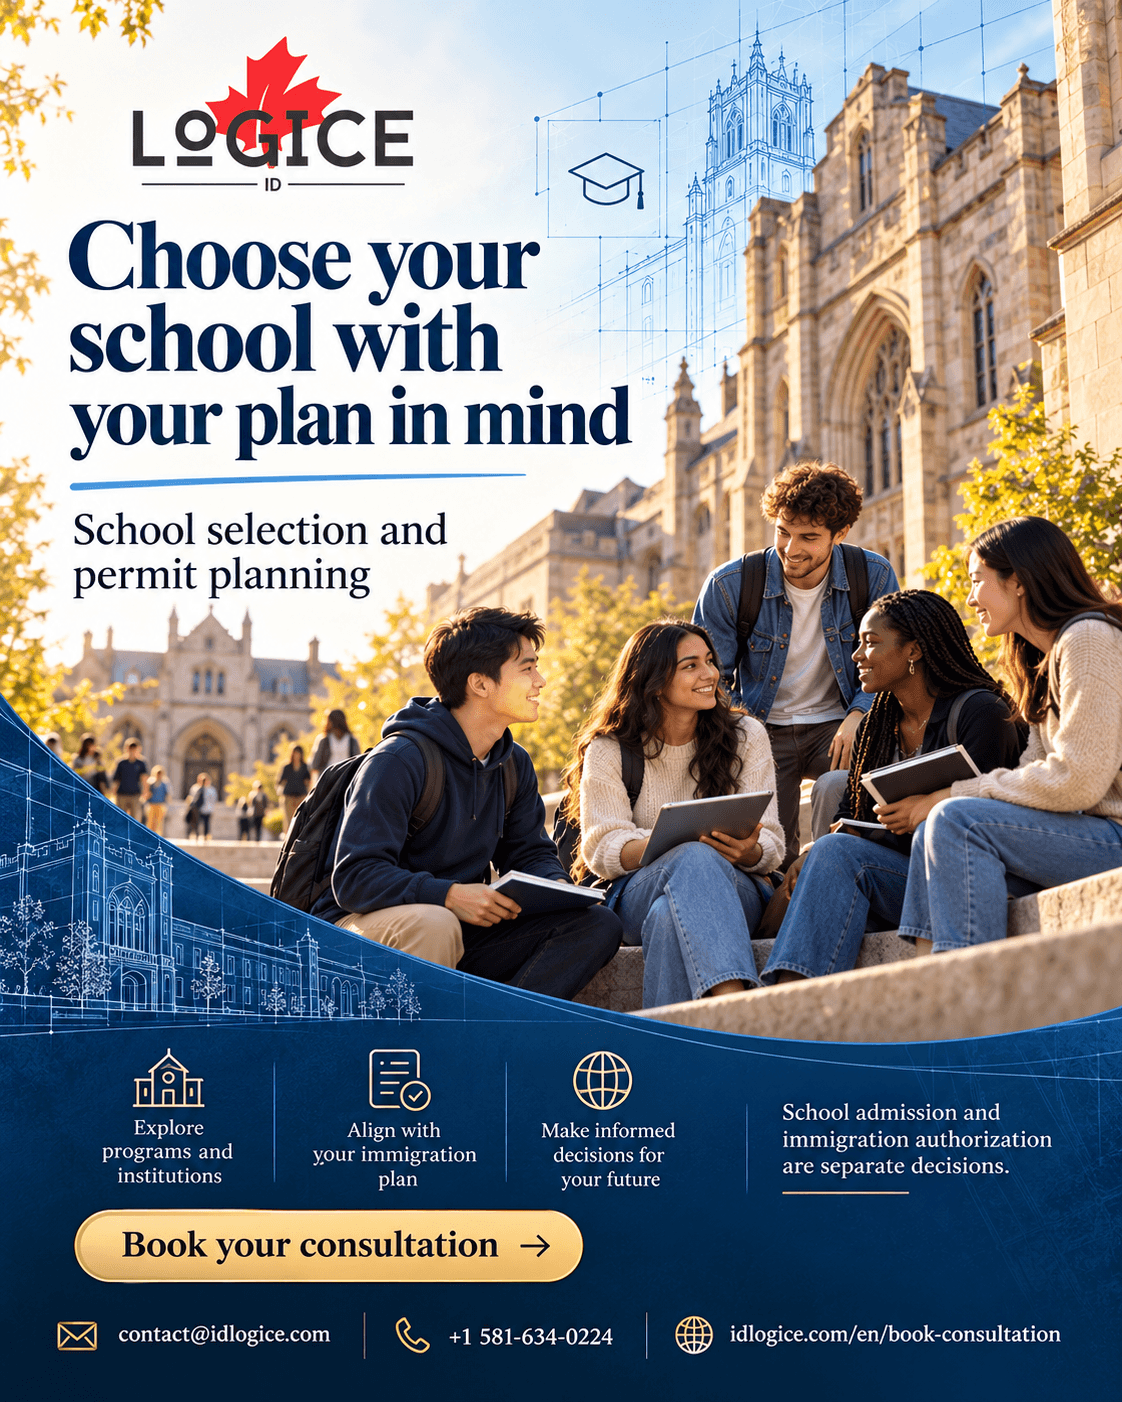 LOGICE
ID
Choose your
school with
your plan in mind
School selection and
permit planning
Explore
programs and
institutions
Align with
your immigration
plan
Make informed
decisions for
your future
School admission and
immigration authorization
are separate decisions.
Book your consultation →
contact@idlogice.com
+1 581-634-0224
idlogice.com/en/book-consultation